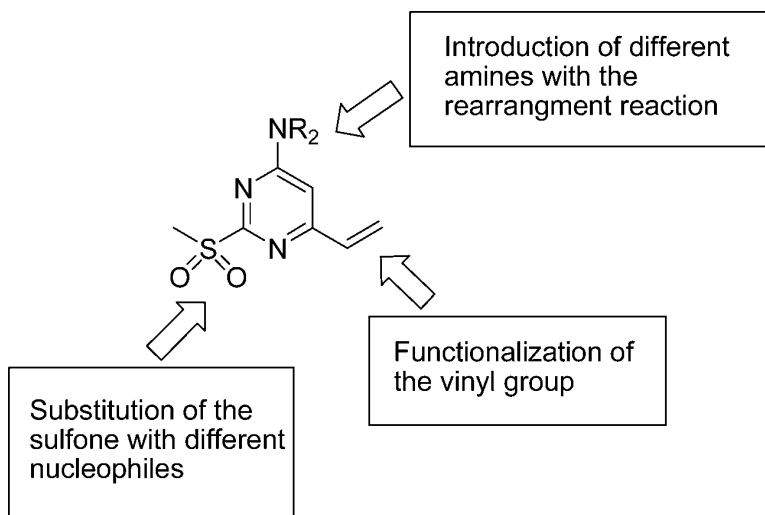 Introduction of different
amines with the
rearrangment reaction
NR2
N
N
S
O
O
Functionalization of
the vinyl group
Substitution of the
sulfone with different
nucleophiles